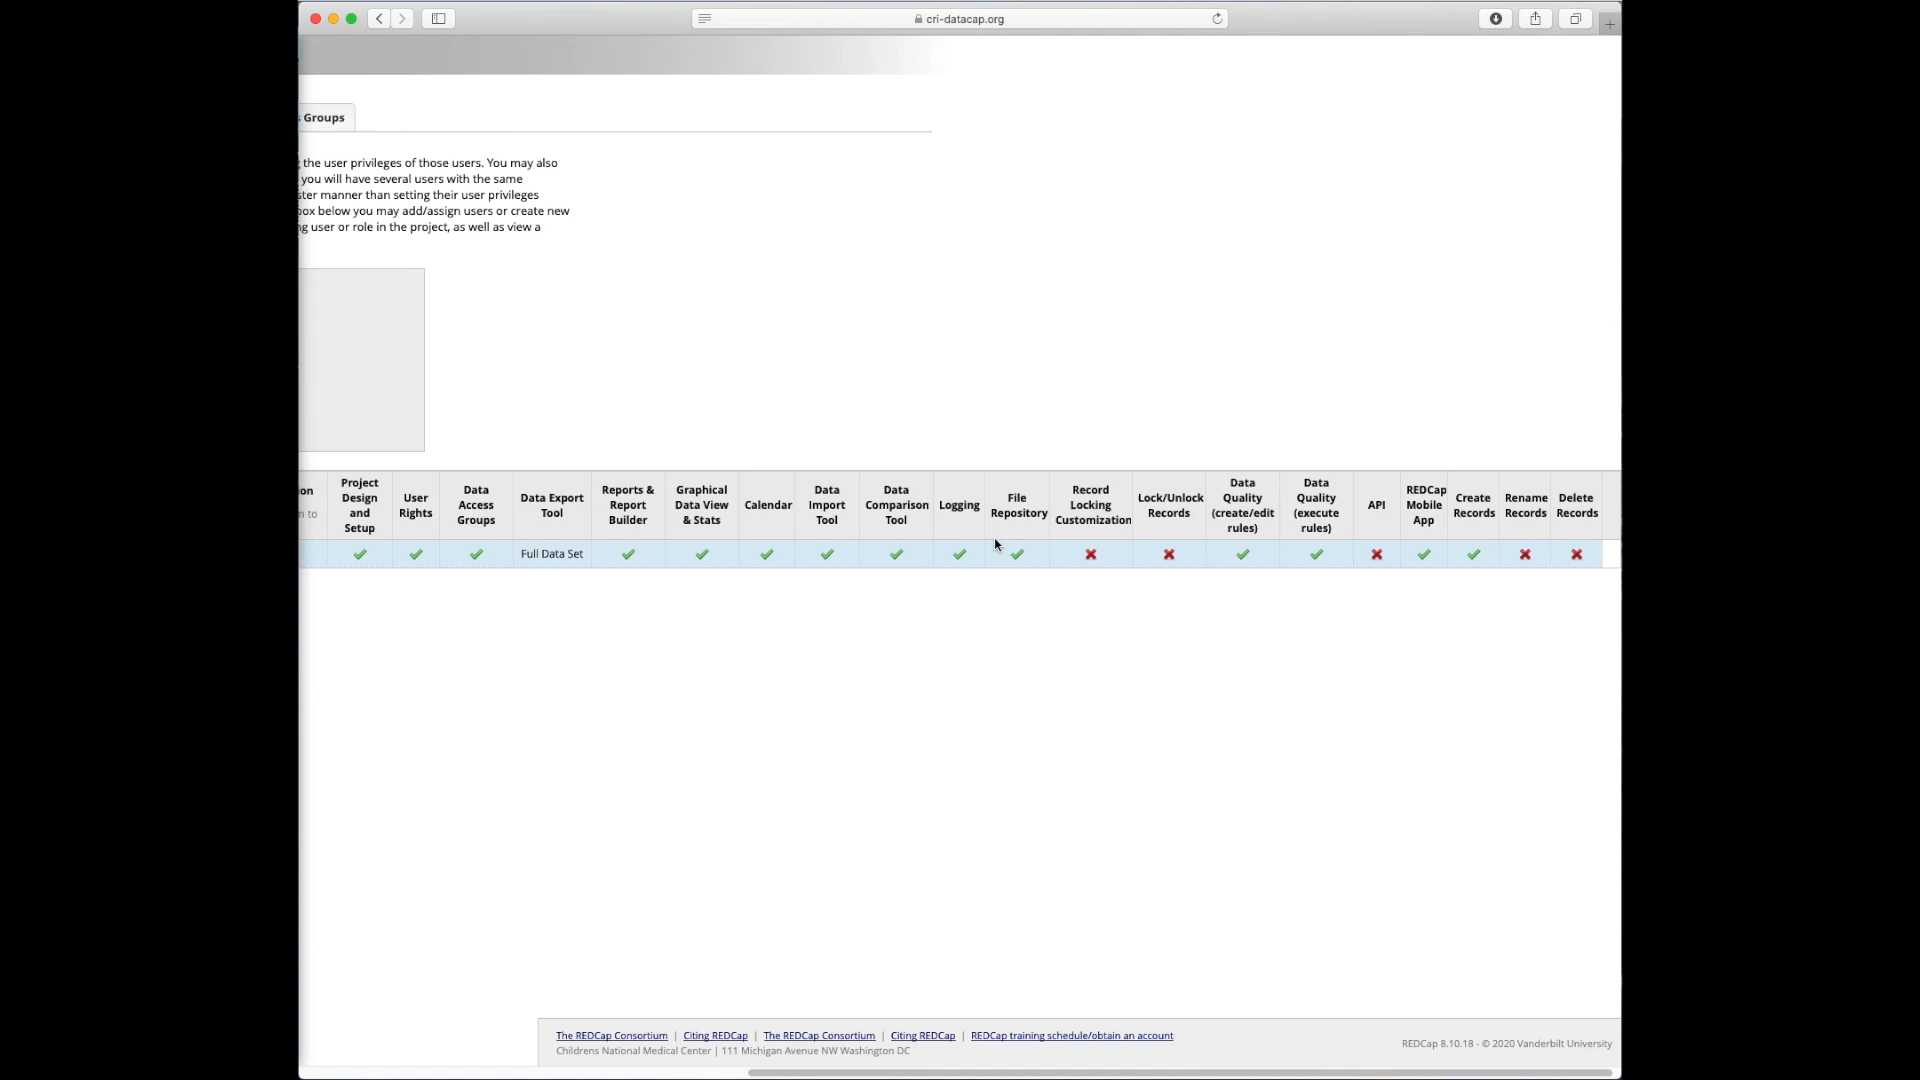 cri-datacap.org
Groups
the user privileges of those users. You may also
you will have several users with the same
ster manner than setting their user privileges
box below you may add/assign users or create new
ng user or role in the project, as well as view a
ion
n to
Project Design and Setup
User Rights
Data Access Groups
Data Export Tool
Reports & Report Builder
Graphical Data View & Stats
Calendar
Data Import Tool
Data Comparison Tool
Logging
File Repository
Record Locking Customization
Lock/Unlock Records
Data Quality (create/edit rules)
Data Quality (execute rules)
API
REDCap Mobile App
Create Records
Rename Records
Delete Records
Full Data Set
The REDCap Consortium | Citing REDCap | The REDCap Consortium | Citing REDCap | REDCap training schedule/obtain an account
Childrens National Medical Center | 111 Michigan Avenue NW Washington DC
REDCap 8.10.18 - © 2020 Vanderbilt University